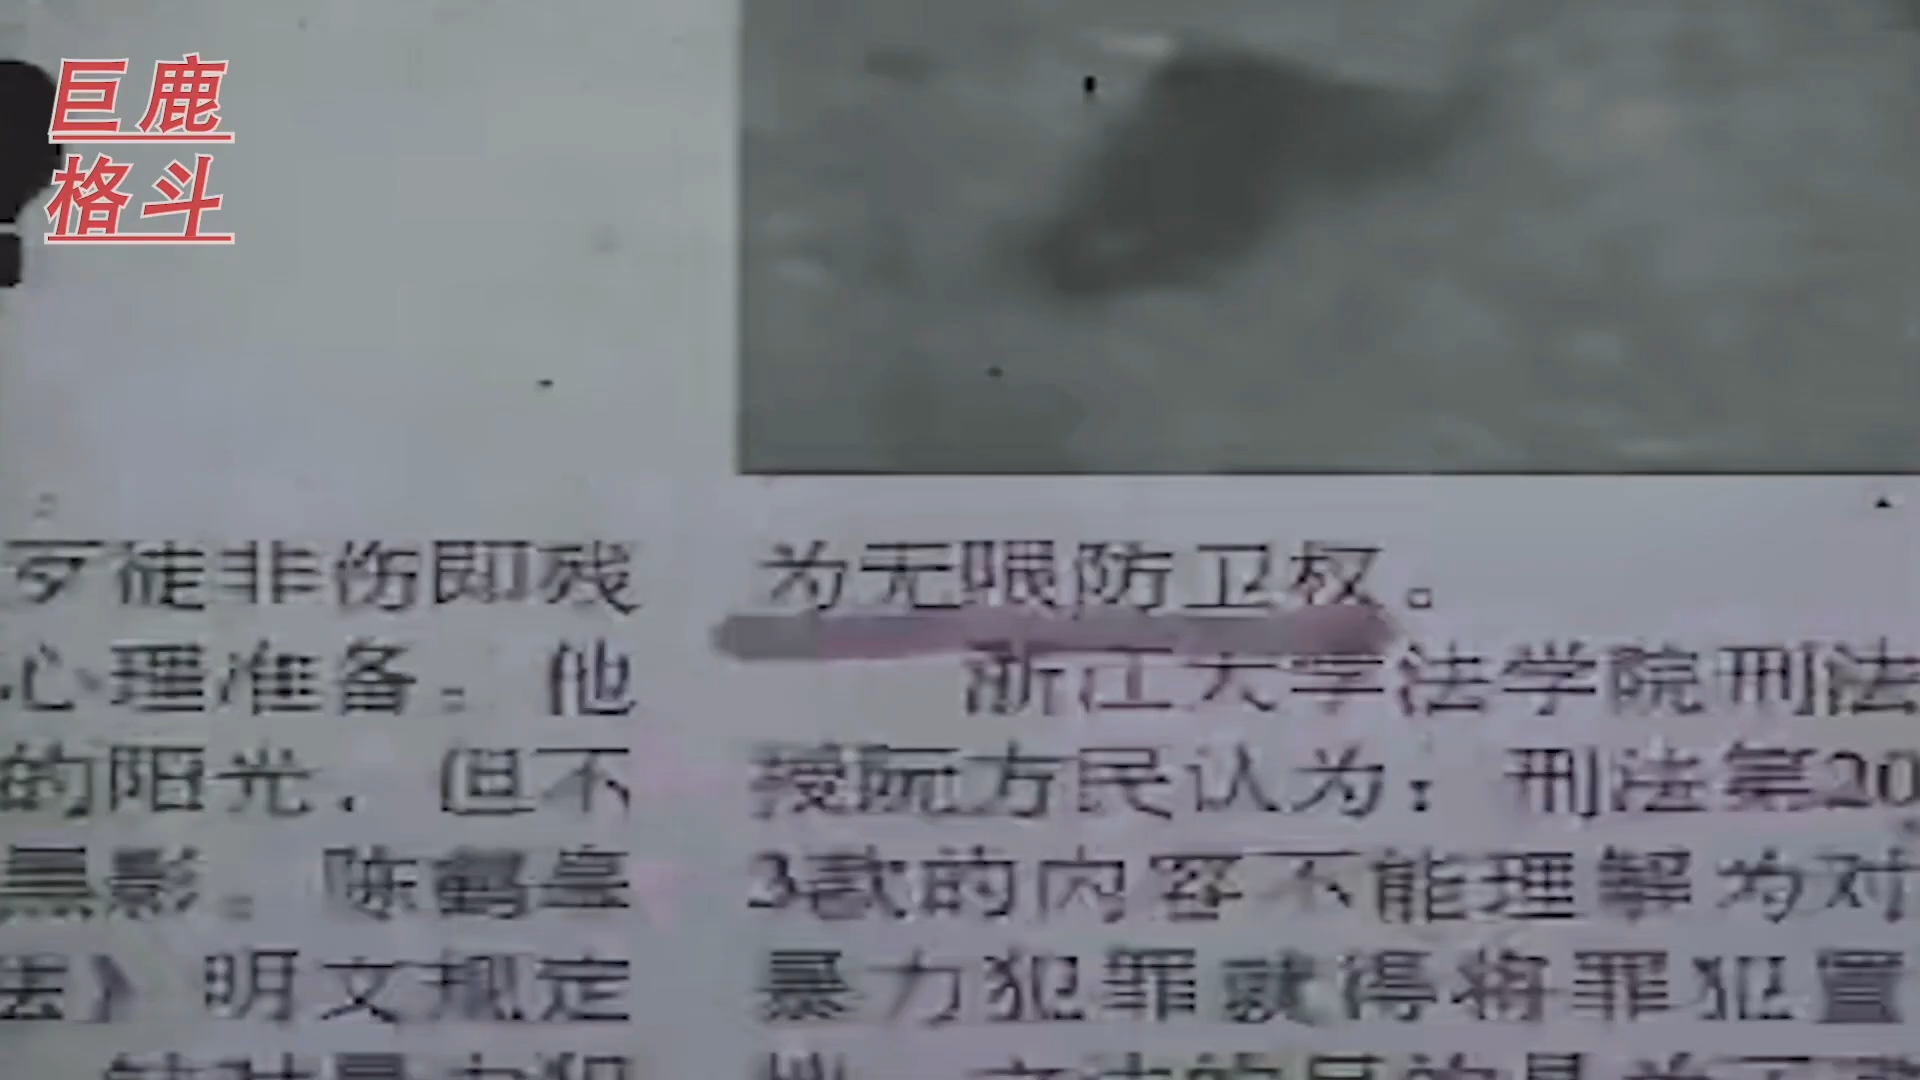 巨鹿
格斗
歹徒非伤即残
心理准备。他
的阳光，但不
黑影。陈鹤皋
法》明文规定
为无限防卫权。
浙江大学法学院刑法
授阮方民认为：刑法第20
3款的内容不能理解为对
暴力犯罪就得将罪犯置